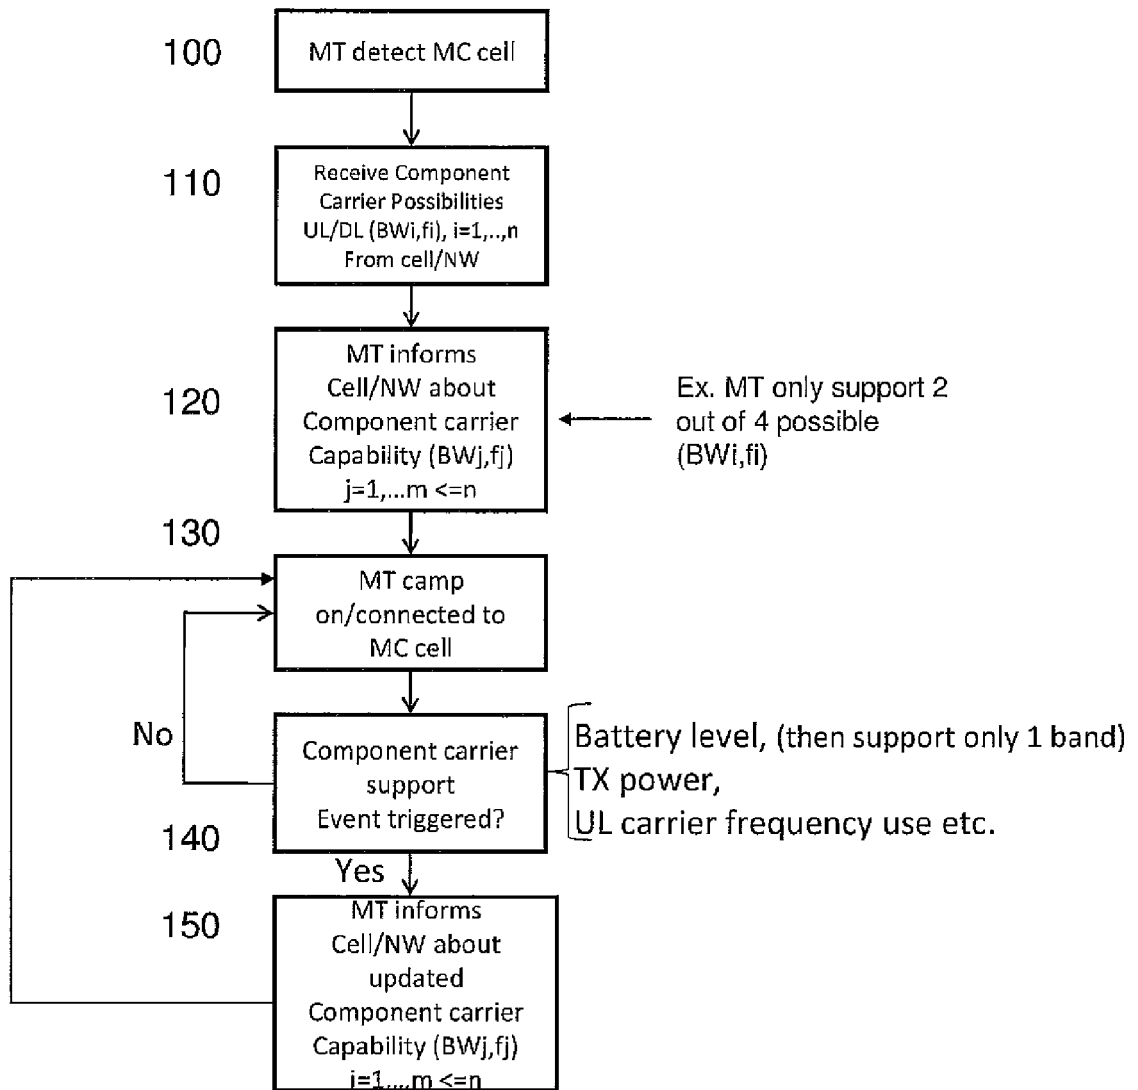 100
MT detect MC cell
110
Receive Component
Carrier Possibilities
UL/DL (BWi,fi), i=1,..,n
From cell/NW
120
MT informs
Cell/NW about
Component carrier
Capability (BWj,fj)
j=1,...m <=n
Ex. MT only support 2
out of 4 possible
(BWi,fi)
130
MT camp
on/connected to
MC cell
No
Component carrier
support
Event triggered?
140
Battery level, (then support only 1 band)
TX power,
UL carrier frequency use etc.
Yes
150
MT informs
Cell/NW about
updated
Component carrier
Capability (BWj,fj)
j=1,...,m <=n